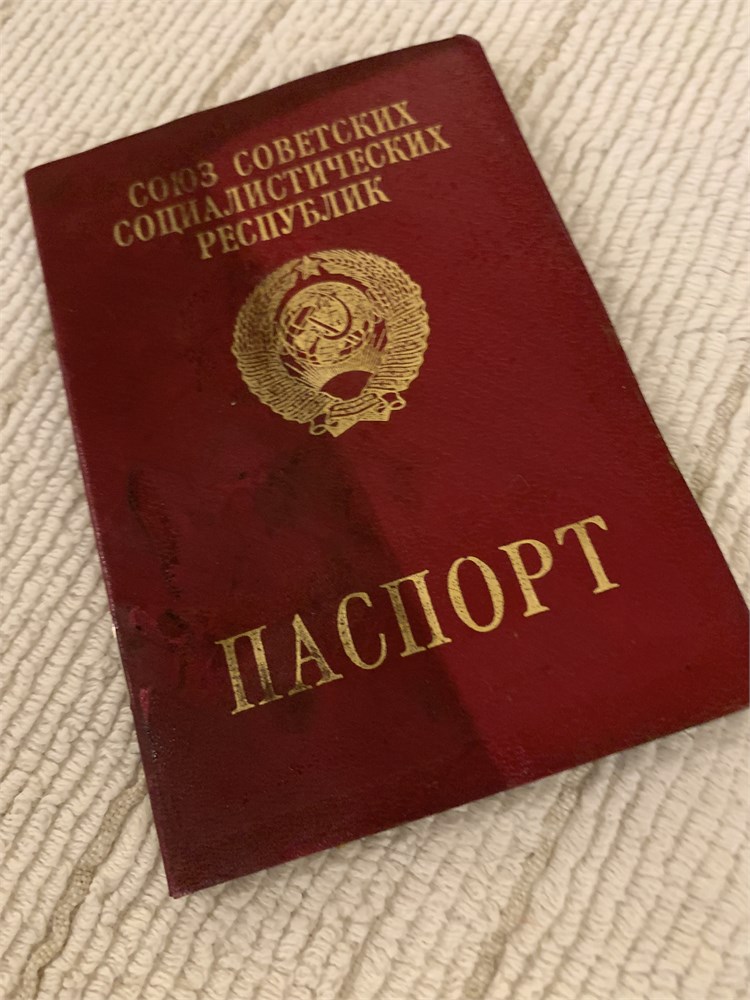 СОЮЗ СОВЕТСКИХ
СОЦИАЛИСТИЧЕСКИХ
РЕСПУБЛИК
ПАСПОРТ